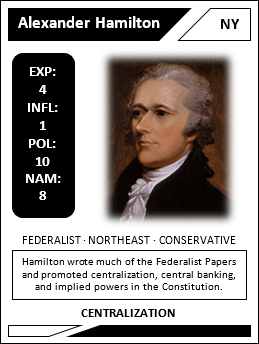 Alexander Hamilton
NY
EXP:
4
INFL:
1
POL:
10
NAM:
8
FEDERALIST · NORTHEAST · CONSERVATIVE
Hamilton wrote much of the Federalist Papers
and promoted centralization, central banking,
and implied powers in the Constitution.
CENTRALIZATION